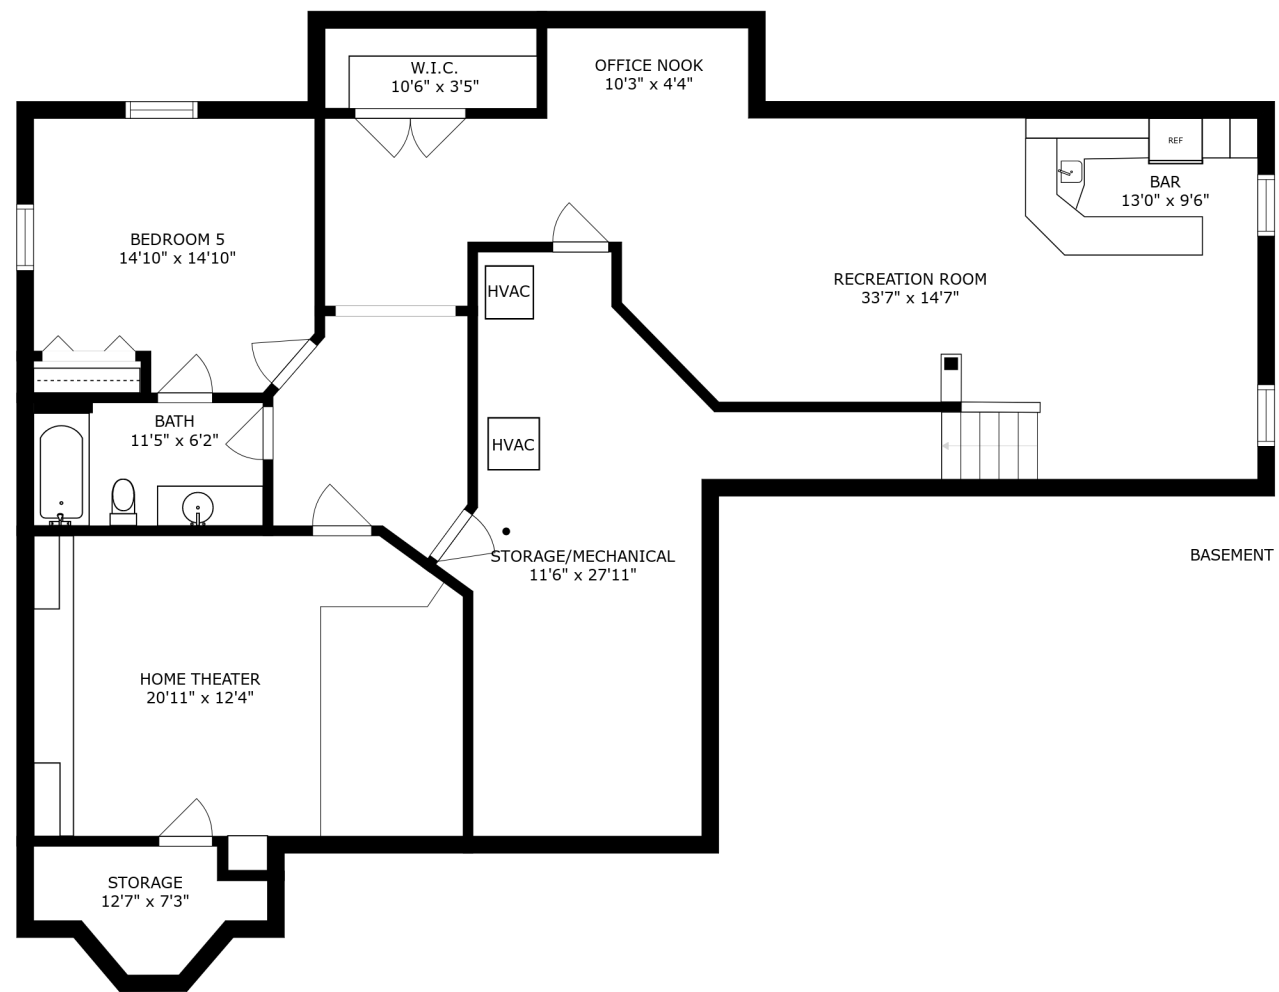 W.I.C.
10'6" x 3'5"
OFFICE NOOK
10'3" x 4'4"
REF
BAR
13'0" x 9'6"
BEDROOM 5
14'10" x 14'10"
RECREATION ROOM
33'7" x 14'7"
HVAC
BATH
11'5" x 6'2"
HVAC
STORAGE/MECHANICAL
11'6" x 27'11"
BASEMENT
HOME THEATER
20'11" x 12'4"
STORAGE
12'7" x 7'3"